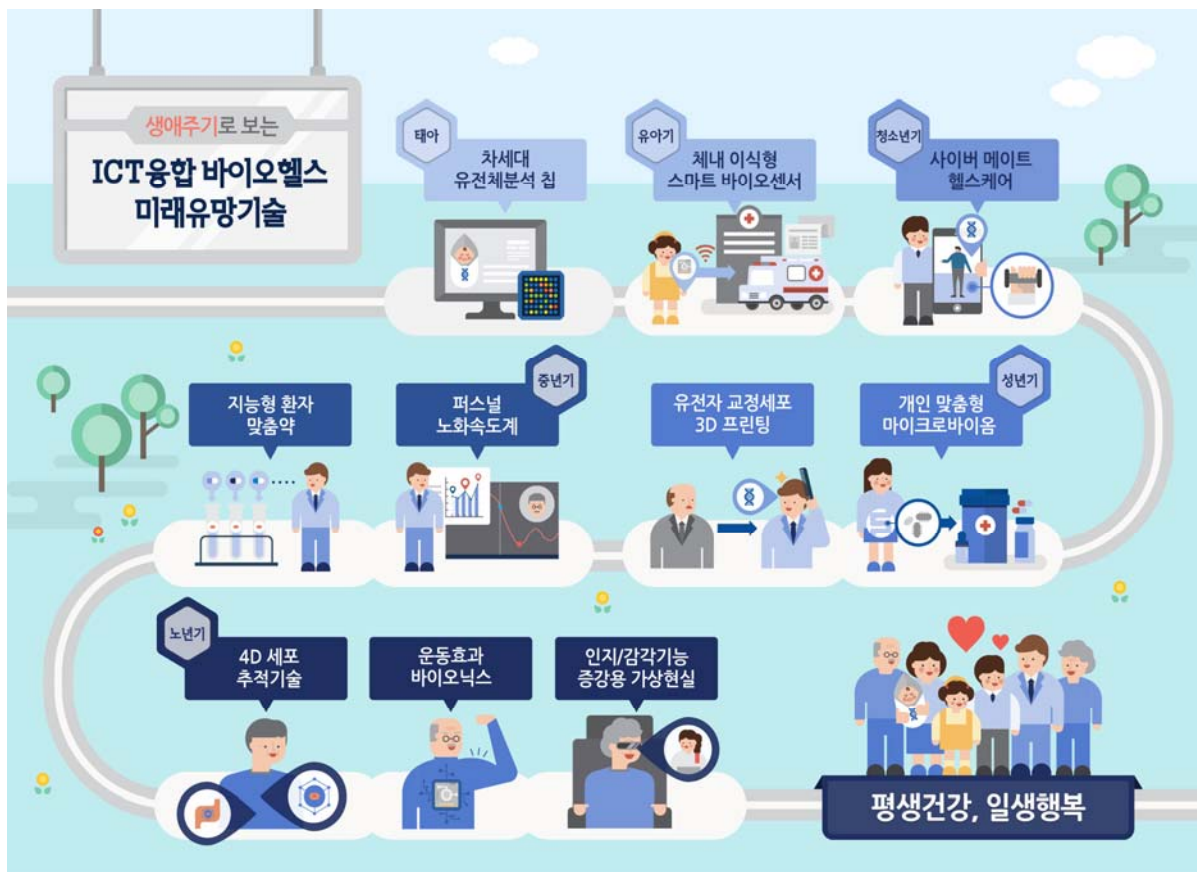 생애주기로 보는
ICT융합 바이오헬스
미래유망기술
태아
차세대
유전체분석 칩
유아기
체내 이식형
스마트 바이오센서
청소년기
사이버 메이트
헬스케어
성년기
개인 맞춤형
마이크로바이옴
유전자 교정세포
3D 프린팅
중년기
퍼스널
노화속도계
지능형 환자
맞춤약
노년기
4D 세포
추적기술
운동효과
바이오닉스
인지/감각기능
증강용 가상현실
평생건강, 일생행복